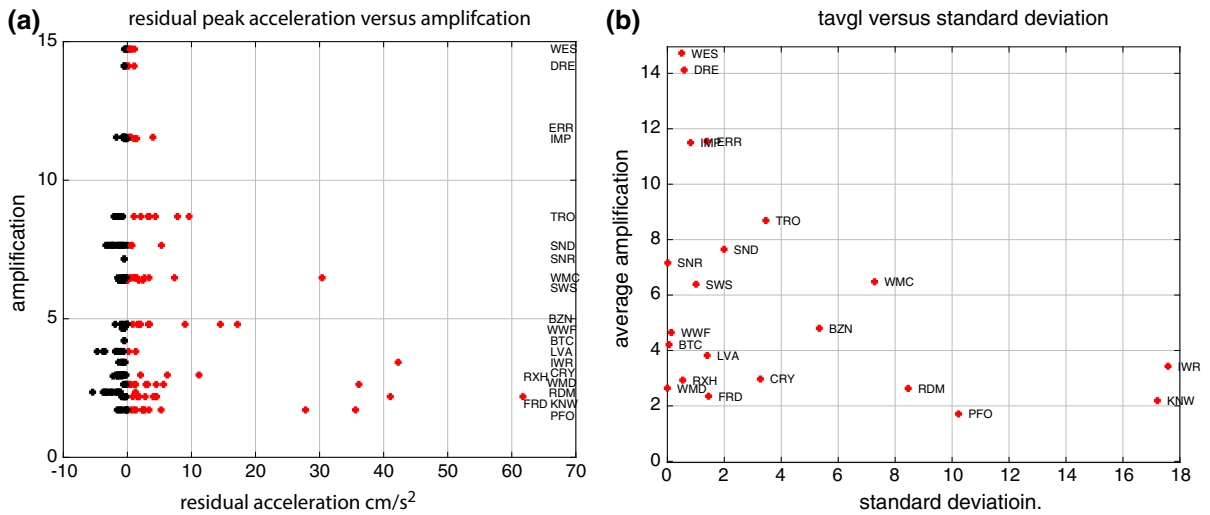 (a)
residual peak acceleration versus amplifcation
15
10
5
0
amplification
WES
DRE
ERR
IMP
TRO
SND
SNR
WMC
SWS
BZN
WWF
BTC
LVA
IWR
CRY
RXH
WMD
RDM
FRD KNW
PFO
-10 0 10 20 30 40 50 60 70
residual acceleration cm/s²
(b)
tavgl versus standard deviation
14
12
10
8
6
4
2
0
average amplification
WES
DRE
IMP
ERR
TRO
SND
SNR
SWS
WMC
WWF
BZN
BTC
LVA
IWR
RXH
CRY
WMD
RDM
FRD
KNW
PFO
0 2 4 6 8 10 12 14 16 18
standard deviatioin.